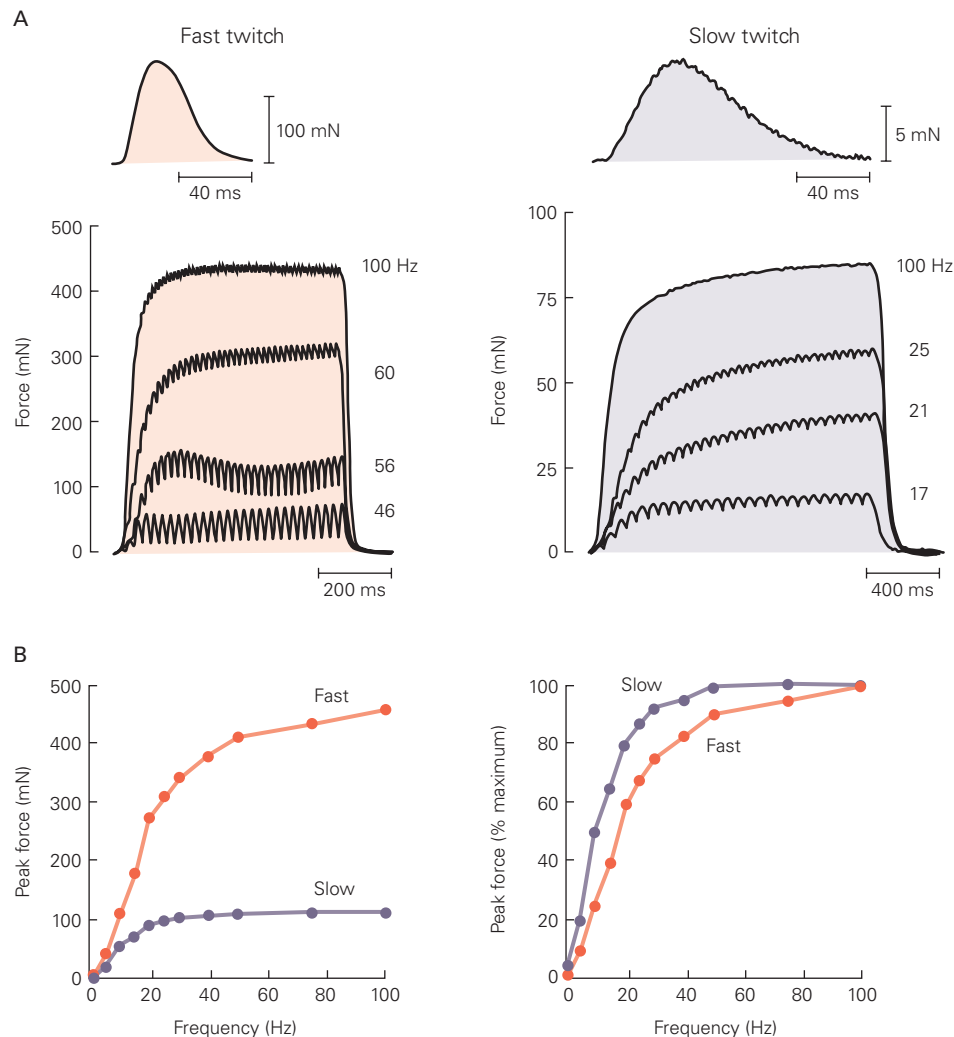 A
Fast twitch
100 mN
40 ms
Slow twitch
5 mN
40 ms
Force (mN)
500
400
300
200
100
0
100 Hz
60
56
46
200 ms
Force (mN)
100
75
50
25
0
100 Hz
25
21
17
400 ms
B
Peak force (mN)
500
400
300
200
100
0
Fast
Slow
0 20 40 60 80 100
Frequency (Hz)
Peak force (% maximum)
100
80
60
40
20
0
Slow
Fast
0 20 40 60 80 100
Frequency (Hz)